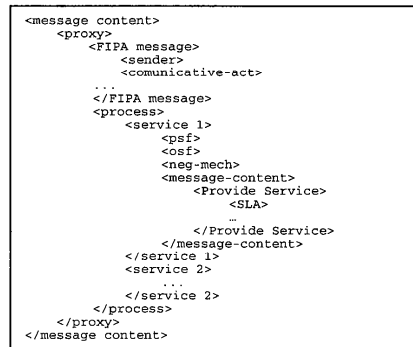 <message content>
<proxy>
<FIPA message>
<sender>
<comunicative-act>
...
</FIPA message>
<process>
<service 1>
<psf>
<osf>
<neg-mech>
<message-content>
<Provide Service>
<SLA>
…
</Provide Service>
</message-content>
</service 1>
<service 2>
...
</service 2>
</process>
</proxy>
</message content>